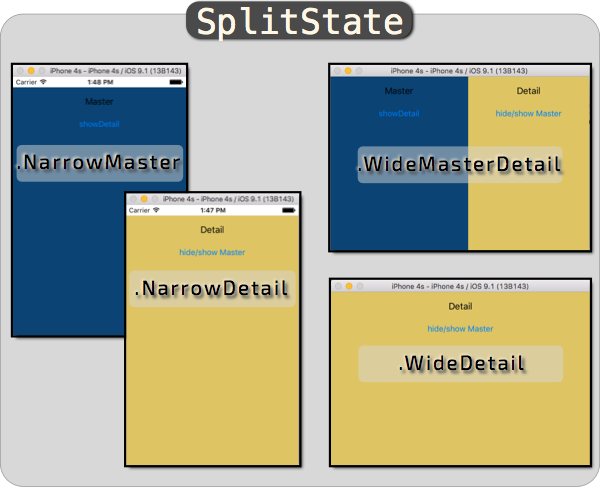 SplitState
iPhone 4s - iPhone 4s / iOS 9.1 (13B143)
Carrier 1:48 PM
Master
showDetail
.NarrowMaster
iPhone 4s - iPhone 4s / iOS 9.1 (13B143)
Carrier 1:47 PM
Detail
hide/show Master
.NarrowDetail
iPhone 4s - iPhone 4s / iOS 9.1 (13B143)
Master Detail
showDetail hide/show Master
.WideMasterDetail
iPhone 4s - iPhone 4s / iOS 9.1 (13B143)
Detail
hide/show Master
.WideDetail